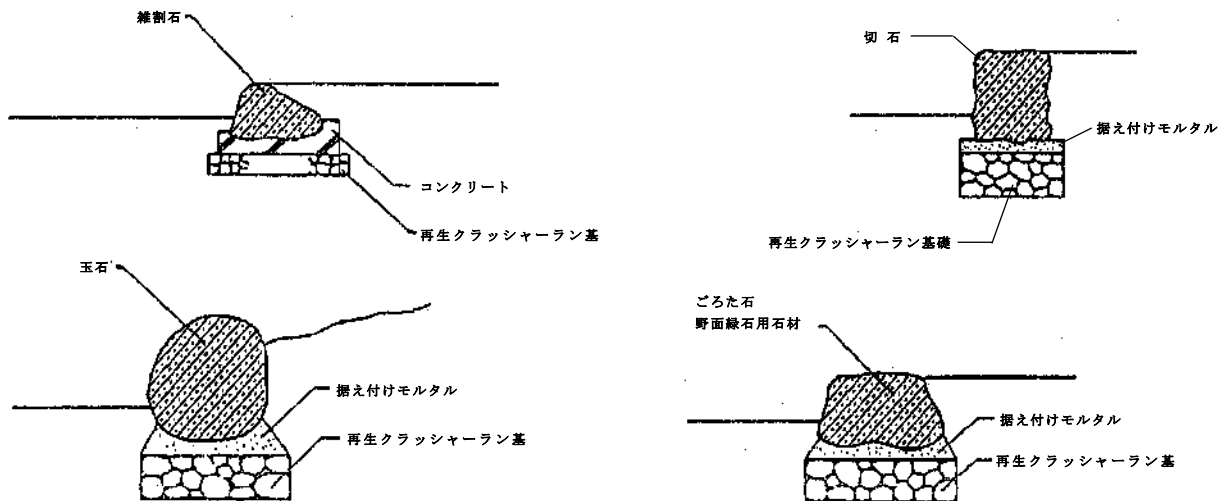 雑割石
コンクリート
再生クラッシャーラン基
切 石
据え付けモルタル
再生クラッシャーラン基礎
玉石
据え付けモルタル
再生クラッシャーラン基
ごろた石
野面緑石用石材
据え付けモルタル
再生クラッシャーラン基